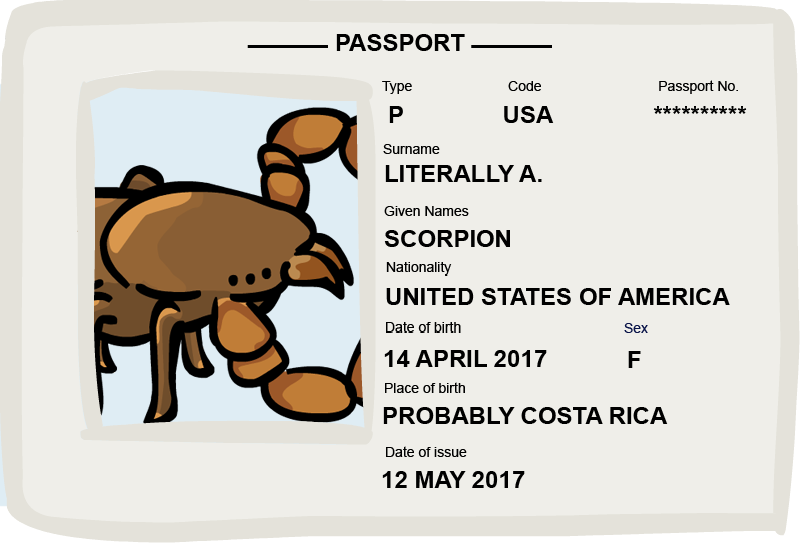 PASSPORT
Type Code Passport No.
P USA **********
Surname
LITERALLY A.
Given Names
SCORPION
Nationality
UNITED STATES OF AMERICA
Date of birth Sex
14 APRIL 2017 F
Place of birth
PROBABLY COSTA RICA
Date of issue
12 MAY 2017